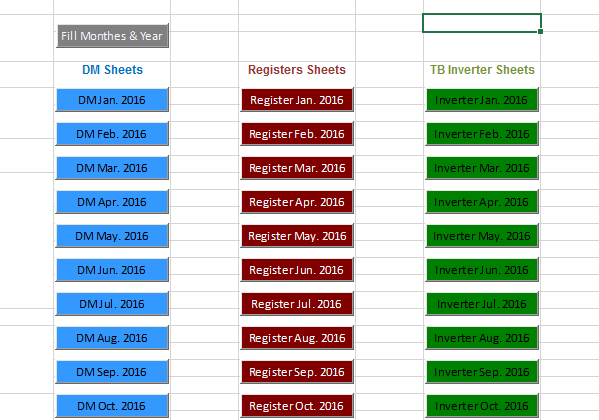 Fill Monthes & Year
DM Sheets Registers Sheets TB Inverter Sheets
DM Jan. 2016 Register Jan. 2016 Inverter Jan. 2016
DM Feb. 2016 Register Feb. 2016 Inverter Feb. 2016
DM Mar. 2016 Register Mar. 2016 Inverter Mar. 2016
DM Apr. 2016 Register Apr. 2016 Inverter Apr. 2016
DM May. 2016 Register May. 2016 Inverter May. 2016
DM Jun. 2016 Register Jun. 2016 Inverter Jun. 2016
DM Jul. 2016 Register Jul. 2016 Inverter Jul. 2016
DM Aug. 2016 Register Aug. 2016 Inverter Aug. 2016
DM Sep. 2016 Register Sep. 2016 Inverter Sep. 2016
DM Oct. 2016 Register Oct. 2016 Inverter Oct. 2016